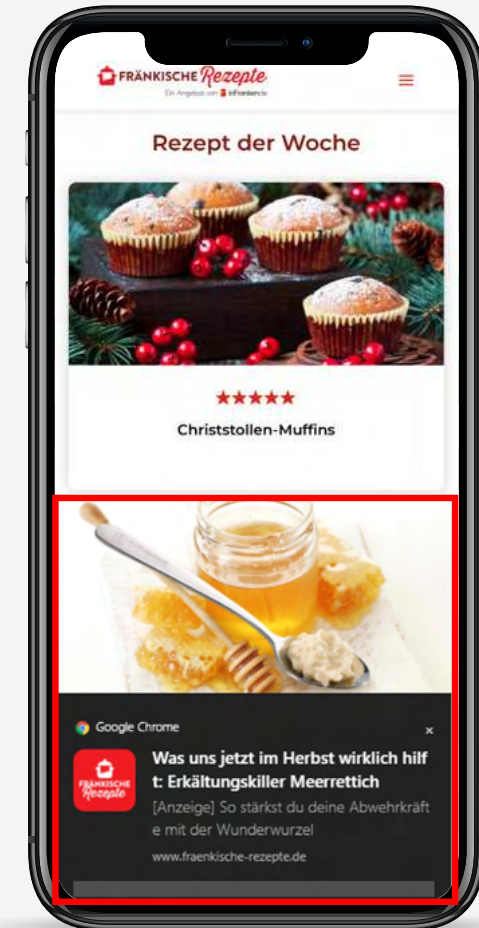 FRÄNKISCHE Rezepte
Ein Angebot von inFranken.de
Rezept der Woche
Christstollen-Muffins
Google Chrome
×
Was uns jetzt im Herbst wirklich hilf
t: Erkältungskiller Meerrettich
[Anzeige] So stärkst du deine Abwehrkräft
e mit der Wunderwurzel
www.fraenkische-rezepte.de
FRÄNKISCHE
Rezepte